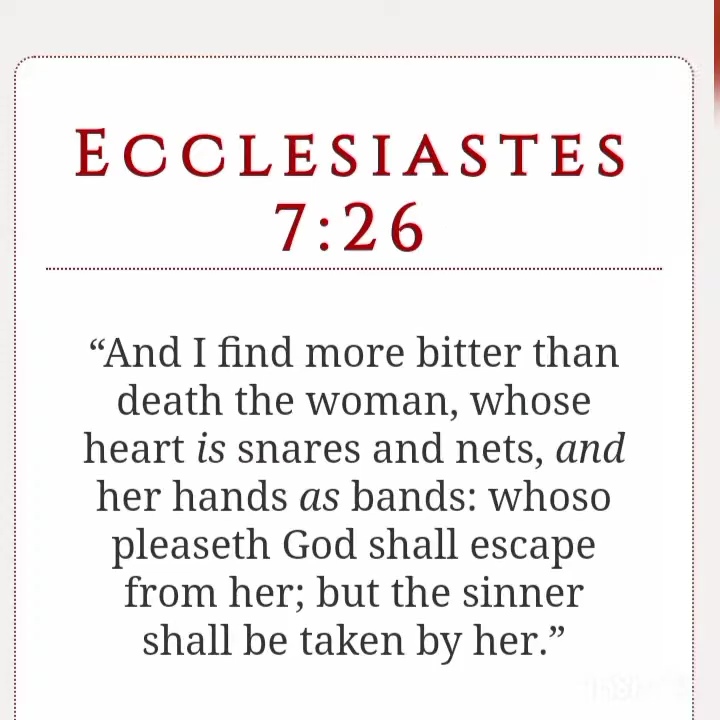 Ecclesiastes
7:26
“And I find more bitter than
death the woman, whose
heart is snares and nets, and
her hands as bands: whoso
pleaseth God shall escape
from her; but the sinner
shall be taken by her.”